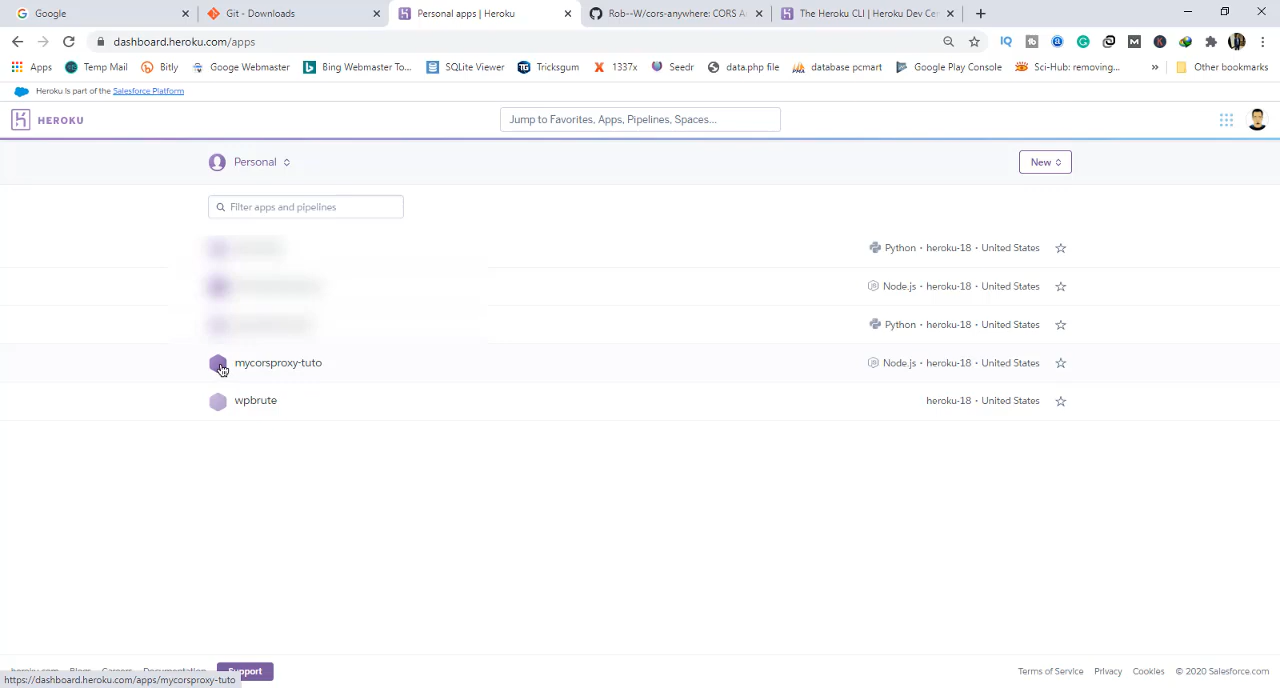 Google
Git - Downloads
Personal apps | Heroku
Rob--W/cors-anywhere: CORS A
The Heroku CLI | Heroku Dev Ce
dashboard.heroku.com/apps
Apps
Temp Mail
Bitly
Googe Webmaster
Bing Webmaster To...
SQLite Viewer
Tricksgum
1337x
Seedr
data.php file
database pcmart
Google Play Console
Sci-Hub: removing...
»
Other bookmarks
Heroku is part of the Salesforce Platform
HEROKU
Jump to Favorites, Apps, Pipelines, Spaces...
Personal
New
Filter apps and pipelines
Python · heroku-18 · United States
Node.js · heroku-18 · United States
Python · heroku-18 · United States
mycorsproxy-tuto
Node.js · heroku-18 · United States
wpbrute
heroku-18 · United States
heroku.com Blogs Careers Documentation
Support
Terms of Service Privacy Cookies © 2020 Salesforce.com
https://dashboard.heroku.com/apps/mycorsproxy-tuto